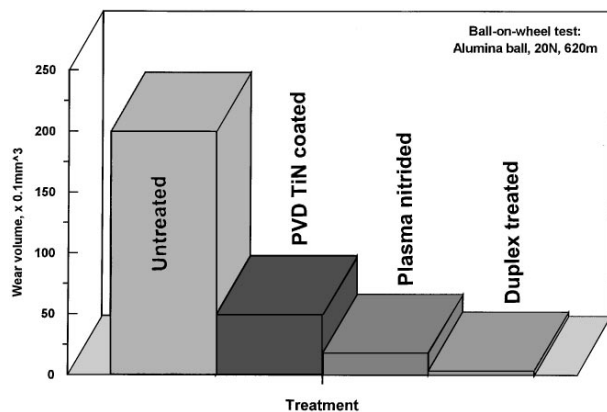 Ball-on-wheel test:
Alumina ball, 20N, 620m
Wear volume, x 0.1mm^3
250
200
150
100
50
0
Untreated
PVD TiN coated
Plasma nitrided
Duplex treated
Treatment